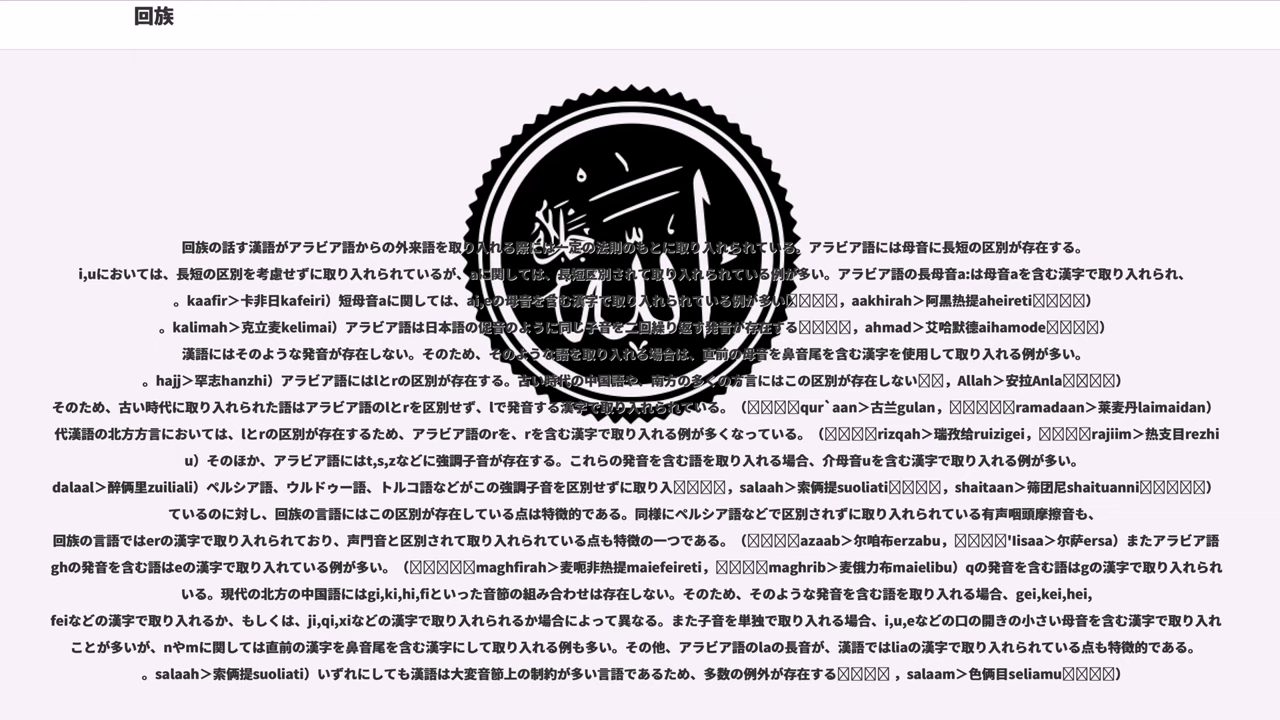 回族
الله
回族の話す漢語がアラビア語からの外来語を取り入れる際には一定の法則のもとに取り入れられている。アラビア語には母音に長短の区別が存在する。
i,uにおいては、長短の区別を考慮せずに取り入れられているが、aに関しては、長短区別されて取り入れられている例が多い。アラビア語の長母音a:は母音aを含む漢字で取り入れられ、
。kaafir＞卡非日kafeiri）短母音aに関しては、ai,eの母音を含む漢字で取り入れられている例が多い□□□□，aakhirah＞阿黑热提aheireti□□□□）
。kalimah＞克立麦kelimai）アラビア語は日本語の促音のように同じ子音を二回繰り返す発音が存在する□□□□，ahmad＞艾哈默德aihamode□□□□）
漢語にはそのような発音が存在しない。そのため、そのような語を取り入れる場合は、直前の母音を鼻音尾を含む漢字を使用して取り入れる例が多い。
。hajj＞罕志hanzhi）アラビア語にはlとrの区別が存在する。古い時代の中国語や、南方の多くの方言にはこの区別が存在しない□□，Allah＞安拉Anla□□□□）
そのため、古い時代に取り入れられた語はアラビア語のlとrを区別せず、lで発音する漢字で取り入れられている。（□□□□qur`aan＞古兰gulan，□□□□□ramadaan＞莱麦丹laimaidan）
代漢語の北方方言においては、lとrの区別が存在するため、アラビア語のrを、rを含む漢字で取り入れる例が多くなっている。（□□□□rizqah＞瑞孜给ruizigei，□□□□rajiim＞热支目rezhi
u）そのほか、アラビア語にはt,s,zなどに強調子音が存在する。これらの発音を含む語を取り入れる場合、介母音uを含む漢字で取り入れる例が多い。
dalaal＞醉俩里zuiliali）ペルシア語、ウルドゥー語、トルコ語などがこの強調子音を区別せずに取り入□□□□，salaah＞索俩提suoliati□□□□，shaitaan＞筛团尼shaituanni□□□□□）
ているのに対し、回族の言語にはこの区別が存在している点は特徴的である。同様にペルシア語などで区別されずに取り入れられている有声咽頭摩擦音も、
回族の言語ではerの漢字で取り入れられており、声門音と区別されて取り入れられている点も特徴の一つである。（□□□□azaab＞尔咱布erzabu，□□□□'Iisaa＞尔萨ersa）またアラビア語
ghの発音を含む語はeの漢字で取り入れている例が多い。（□□□□□maghfirah＞麦呃非热提maiefeireti，□□□□maghrib＞麦俄力布maielibu）qの発音を含む語はgの漢字で取り入れられ
いる。現代の北方の中国語にはgi,ki,hi,fiといった音節の組み合わせは存在しない。そのため、そのような発音を含む語を取り入れる場合、gei,kei,hei,
feiなどの漢字で取り入れるか、もしくは、ji,qi,xiなどの漢字で取り入れられるか場合によって異なる。また子音を単独で取り入れる場合、i,u,eなどの口の開きの小さい母音を含む漢字で取り入れ
ことが多いが、nやmに関しては直前の漢字を鼻音尾を含む漢字にして取り入れる例も多い。その他、アラビア語のlaの長音が、漢語ではliaの漢字で取り入れられている点も特徴的である。
。salaah＞索俩提suoliati）いずれにしても漢語は大変音節上の制約が多い言語であるため、多数の例外が存在する□□□□ ，salaam＞色俩目seliamu□□□□）